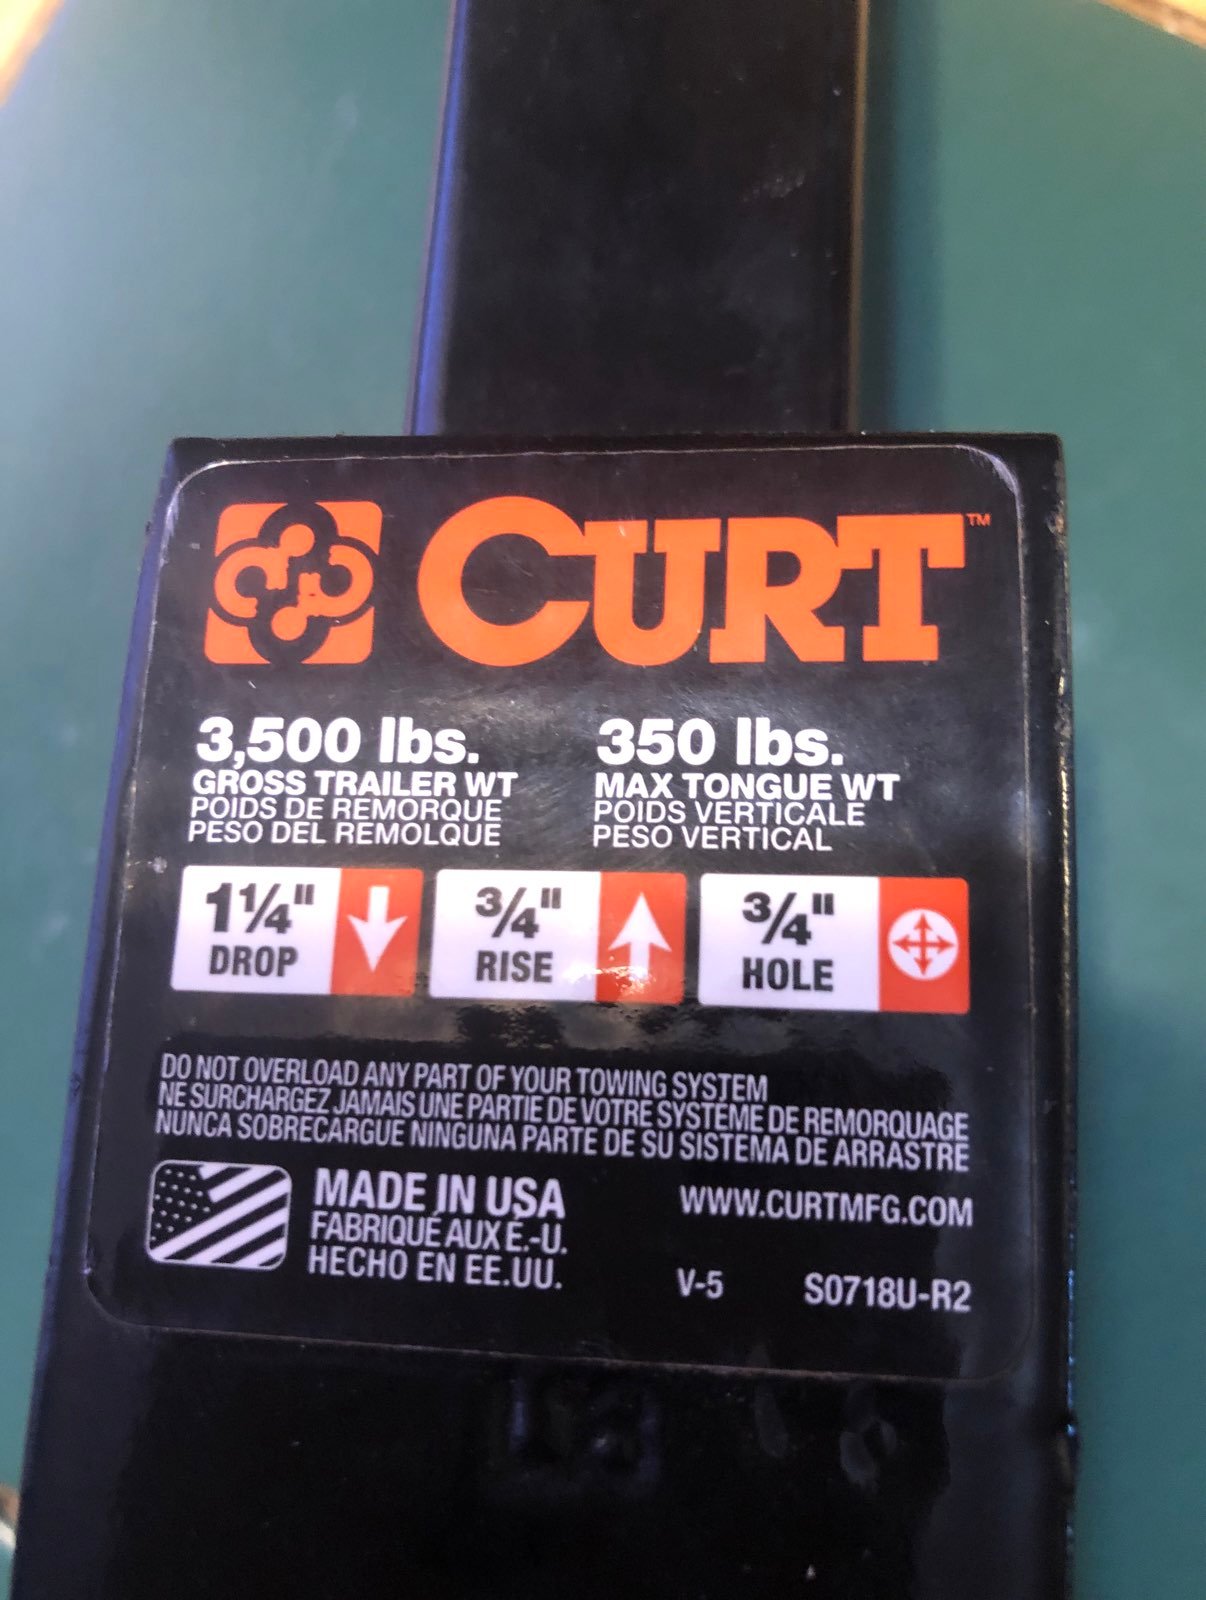 CURT™
3,500 lbs. 350 lbs.
GROSS TRAILER WT MAX TONGUE WT
POIDS DE REMORQUE POIDS VERTICALE
PESO DEL REMOLQUE PESO VERTICAL
1¼" ¾" ¾"
DROP RISE HOLE
DO NOT OVERLOAD ANY PART OF YOUR TOWING SYSTEM
NE SURCHARGEZ JAMAIS UNE PARTIE DE VOTRE SYSTÈME DE REMORQUAGE
NUNCA SOBRECARGUE NINGUNA PARTE DE SU SISTEMA DE ARRASTRE
MADE IN USA WWW.CURTMFG.COM
FABRIQUÉ AUX É.-U.
HECHO EN EE.UU. V-5 S0718U-R2